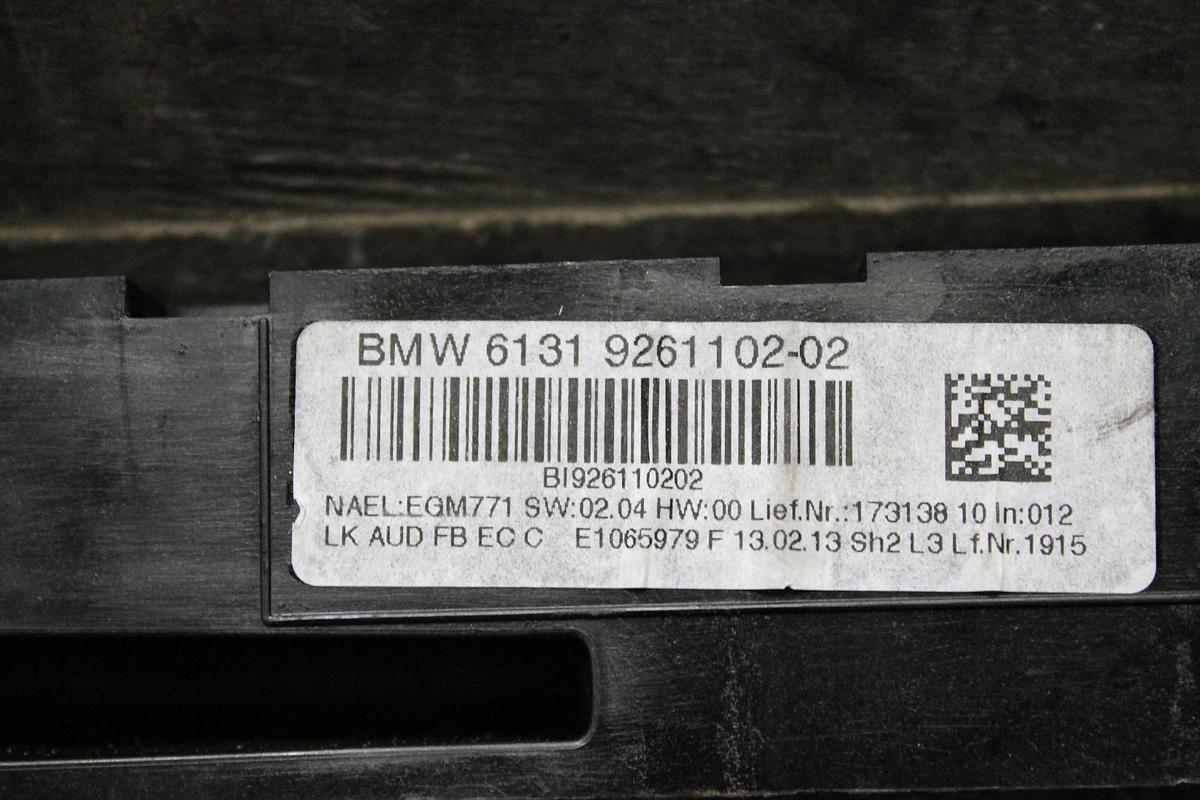 BMW 6131 9261102-02
BI926110202
NAEL:EGM771 SW:02.04 HW:00 Lief.Nr.:173138 10 In:012
LK AUD FB EC C E1065979 F 13.02.13 Sh2 L3 Lf.Nr.1915